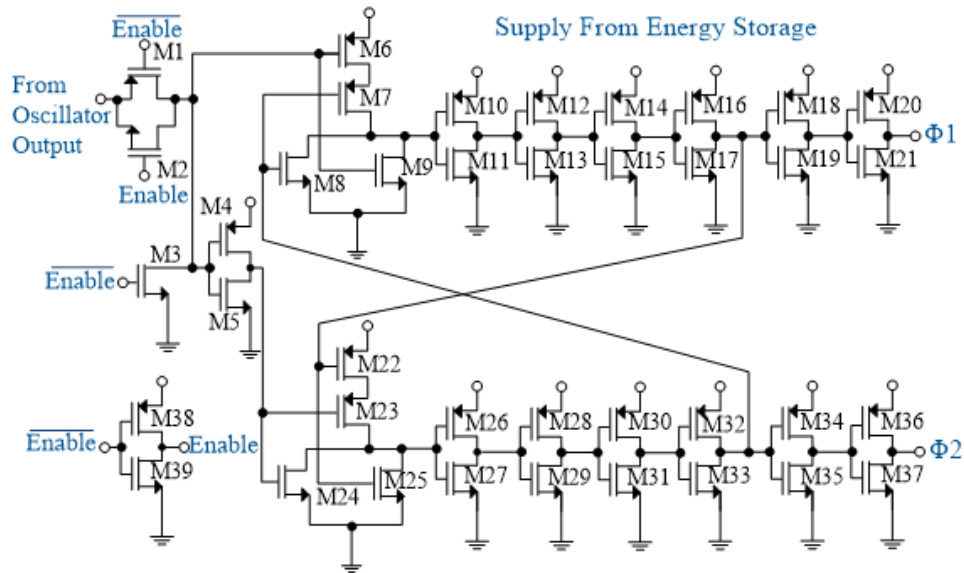 Enable
Supply From Energy Storage
M1
M6
From
Oscillator
Output
M7
M10
M12
M14
M16
M18
M20
Φ1
M2
Enable
M8
M9
M11
M13
M15
M17
M19
M21
M4
M3
Enable
M5
M22
M23
M38
Enable
Enable
M39
M26
M28
M30
M32
M34
M36
Φ2
M24
M25
M27
M29
M31
M33
M35
M37